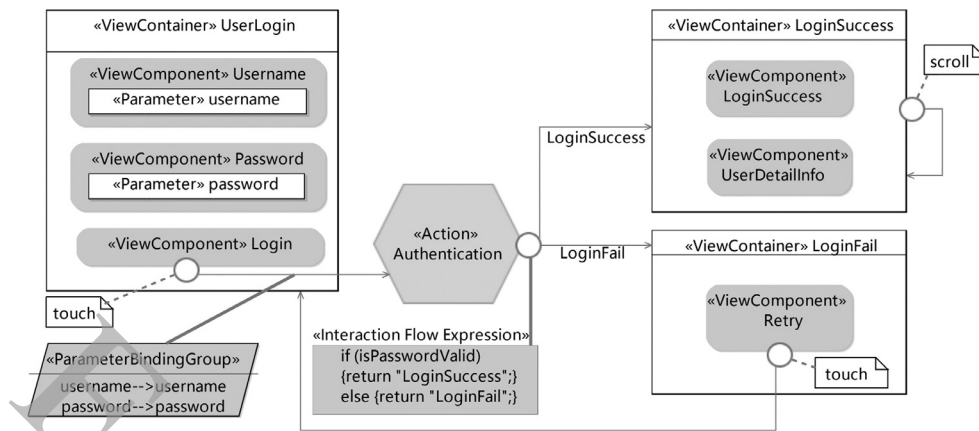 «ViewContainer» UserLogin
«ViewComponent» Username
«Parameter» username
«ViewComponent» Password
«Parameter» password
«ViewComponent» Login
touch
«ParameterBindingGroup»
username-->username
password-->password
«Action»
Authentication
«Interaction Flow Expression»
if (isPasswordValid)
{return "LoginSuccess";}
else {return "LoginFail";}
LoginSuccess
LoginFail
«ViewContainer» LoginSuccess
«ViewComponent»
LoginSuccess
«ViewComponent»
UserDetailInfo
scroll
«ViewContainer» LoginFail
«ViewComponent»
Retry
touch